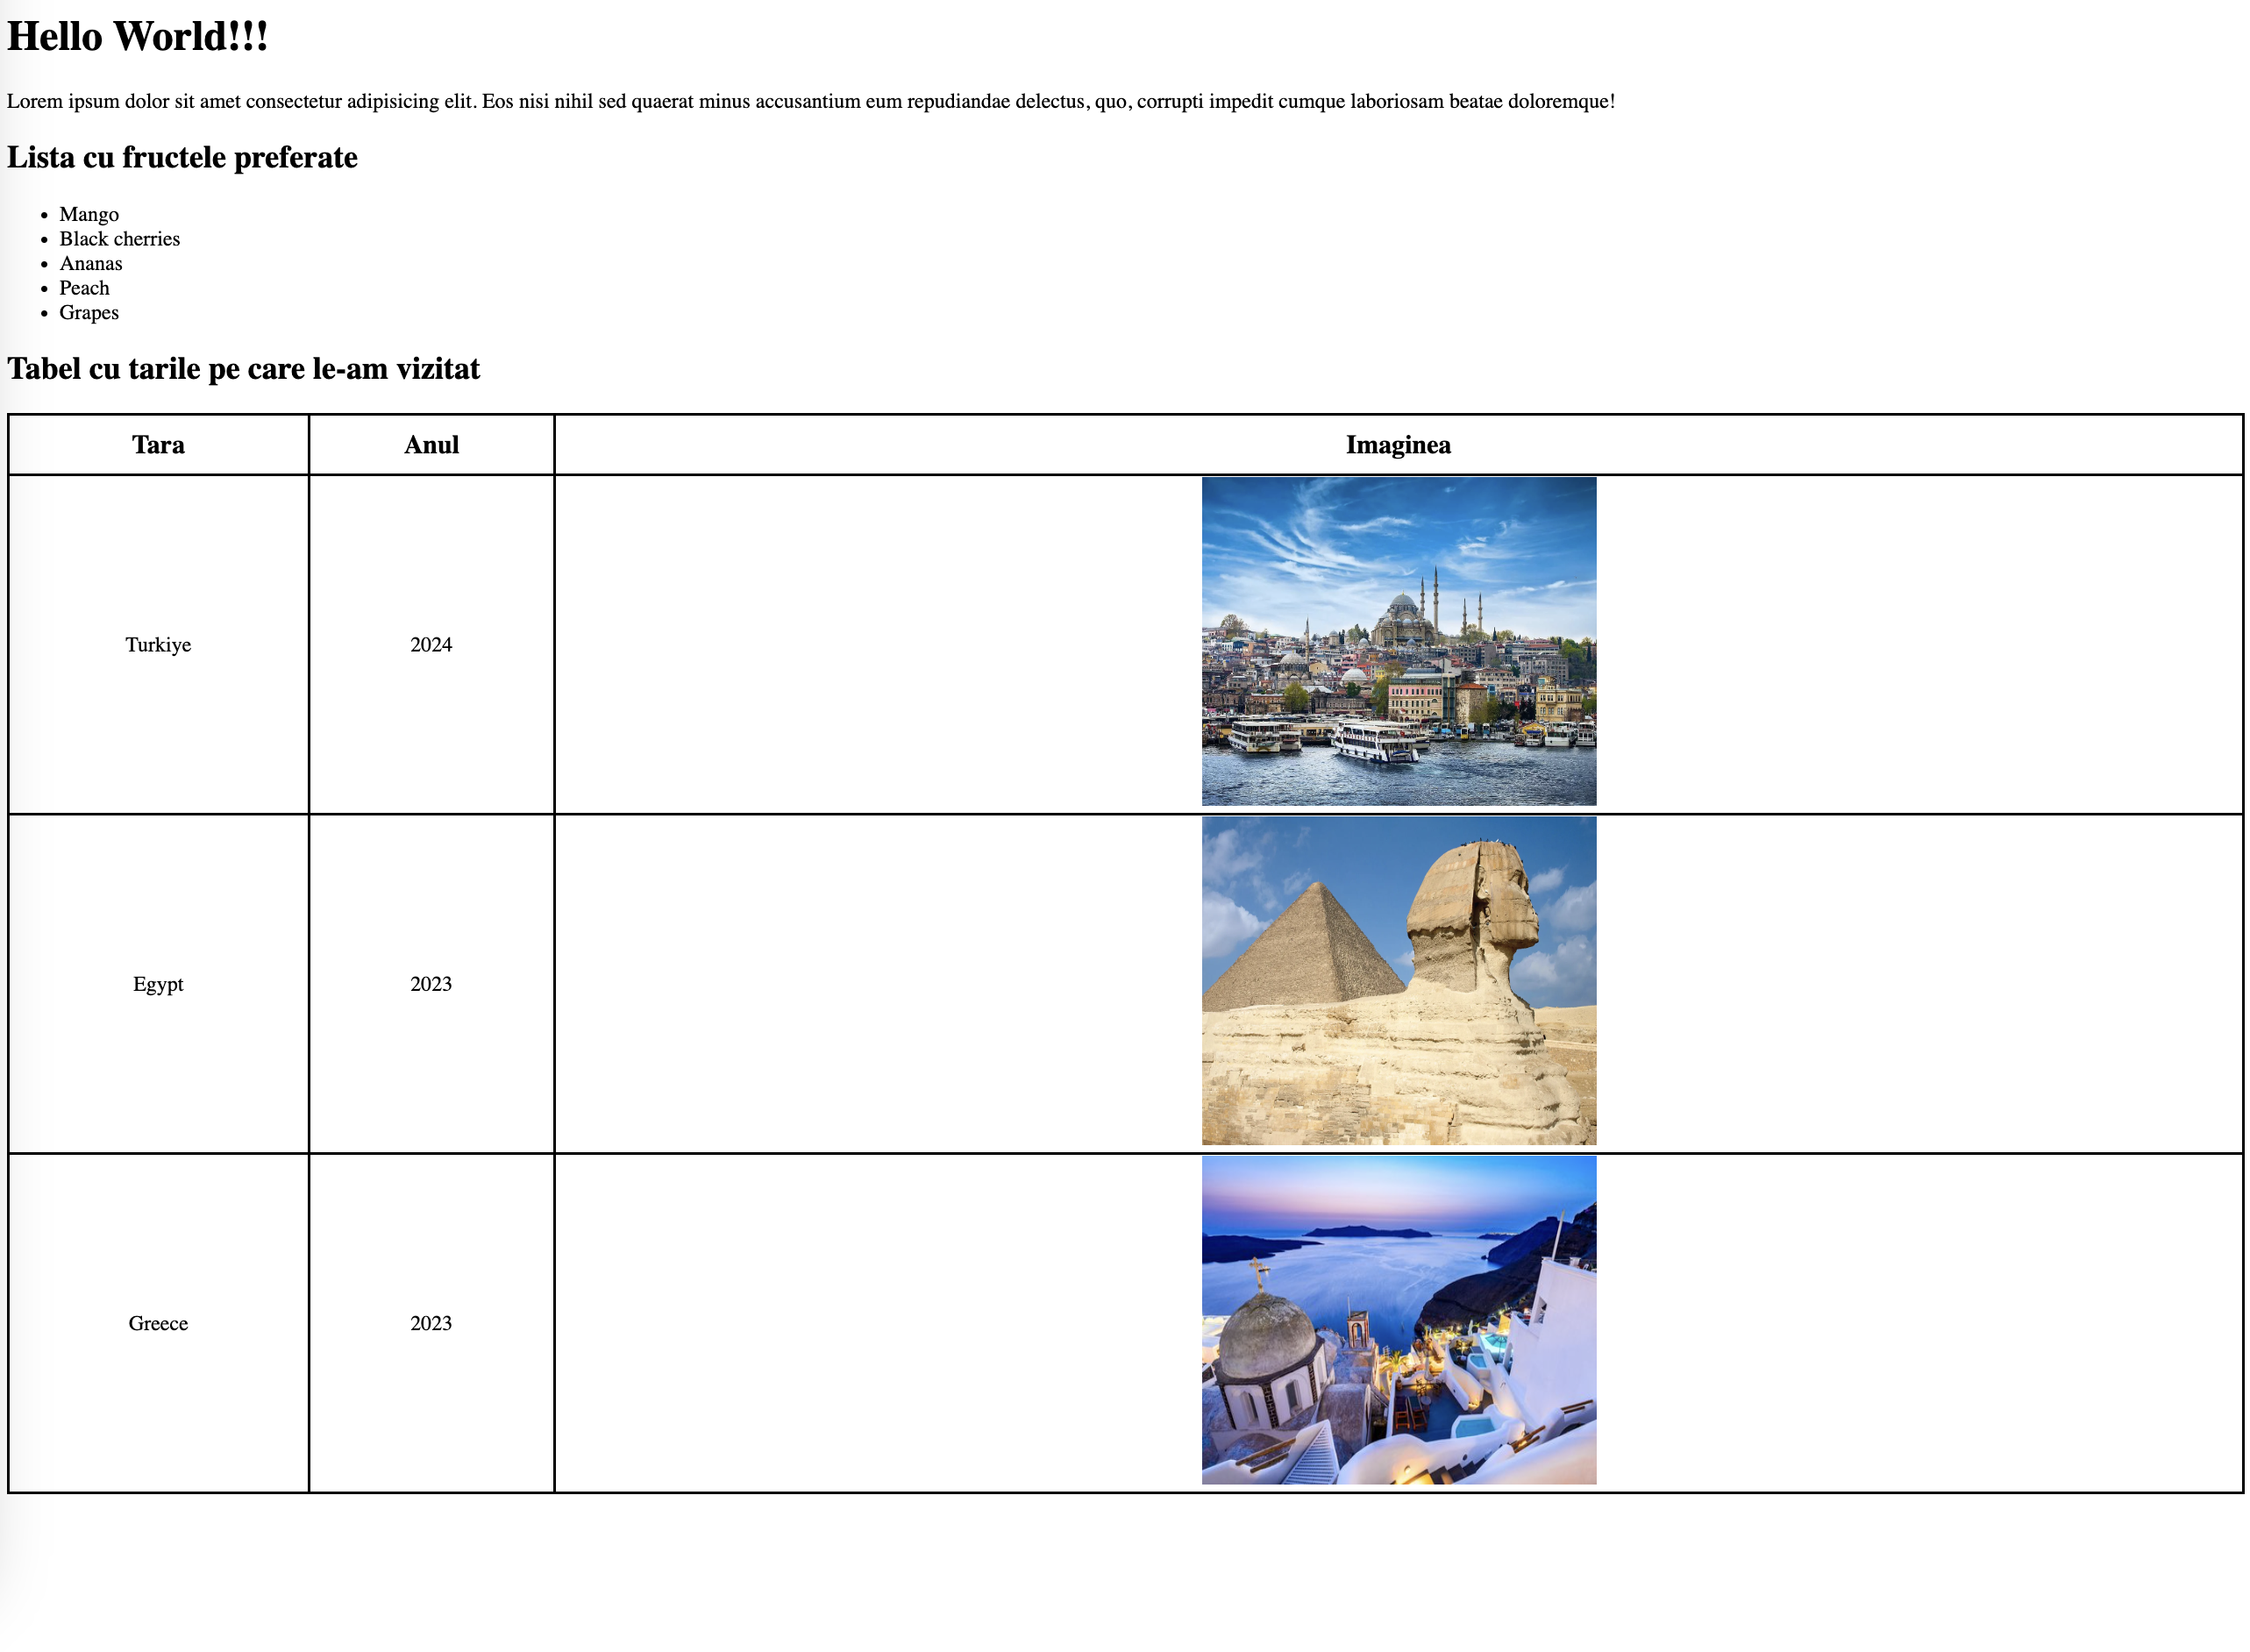 Hello World!!!
Lorem ipsum dolor sit amet consectetur adipisicing elit. Eos nisi nihil sed quaerat minus accusantium eum repudiandae delectus, quo, corrupti impedit cumque laboriosam beatae doloremque!
Lista cu fructele preferate
• Mango
• Black cherries
• Ananas
• Peach
• Grapes
Tabel cu tarile pe care le-am vizitat
Tara Anul Imaginea
Turkiye 2024
Egypt 2023
Greece 2023